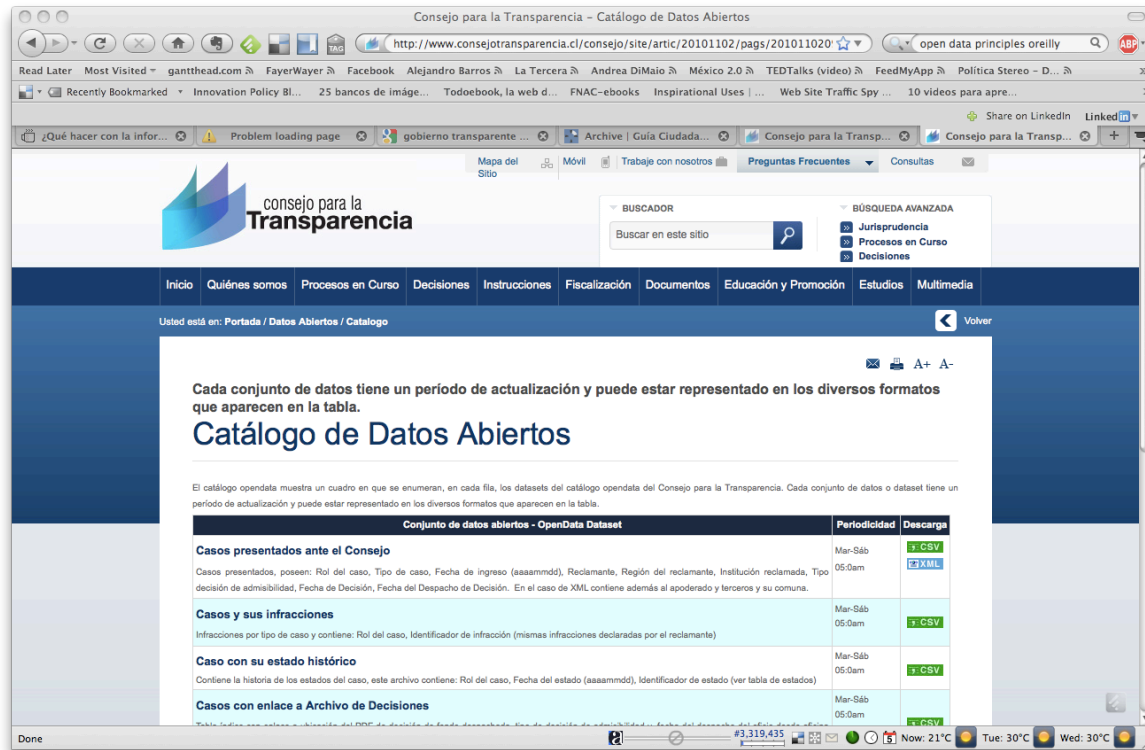 Consejo para la Transparencia – Catálogo de Datos Abiertos
TAG
http://www.consejotransparencia.cl/consejo/site/artic/20101102/pags/201011020
open data principles oreilly
ABP
Read Later Most Visited gantthead.com FayerWayer Facebook Alejandro Barros La Tercera Andrea DiMaio México 2.0 TEDTalks (video) FeedMyApp Política Stereo – D...
Recently Bookmarked Innovation Policy Bl... 25 bancos de imáge... Todoebook, la web d... FNAC-ebooks Inspirational Uses | ... Web Site Traffic Spy ... 10 videos para apre...
Share on LinkedIn Linked in
¿Qué hacer con la infor... Problem loading page gobierno transparente ... Archive | Guía Ciudada... Consejo para la Transp... Consejo para la Transp...
Mapa del Sitio Móvil Trabaje con nosotros Preguntas Frecuentes Consultas
consejo para la
Transparencia
BUSCADOR
Buscar en este sitio
BÚSQUEDA AVANZADA
Jurisprudencia
Procesos en Curso
Decisiones
Inicio Quiénes somos Procesos en Curso Decisiones Instrucciones Fiscalización Documentos Educación y Promoción Estudios Multimedia
Usted está en: Portada / Datos Abiertos / Catalogo
Volver
A+ A-
Cada conjunto de datos tiene un período de actualización y puede estar representado en los diversos formatos
que aparecen en la tabla.
Catálogo de Datos Abiertos
El catálogo opendata muestra un cuadro en que se enumeran, en cada fila, los datasets del catálogo opendata del Consejo para la Transparencia. Cada conjunto de datos o dataset tiene un
período de actualización y puede estar representado en los diversos formatos que aparecen en la tabla.
Conjunto de datos abiertos - OpenData Dataset Periodicidad Descarga
Casos presentados ante el Consejo
Casos presentados, poseen: Rol del caso, Tipo de caso, Fecha de ingreso (aaaammdd), Reclamante, Región del reclamante, Institución reclamada, Tipo
decisión de admisibilidad, Fecha de Decisión, Fecha del Despacho de Decisión. En el caso de XML contiene además al apoderado y terceros y su comuna.
Mar-Sáb
05:0am
CSV
XML
Casos y sus infracciones
Infracciones por tipo de caso y contiene: Rol del caso, Identificador de infracción (mismas infracciones declaradas por el reclamante)
Mar-Sáb
05:0am
CSV
Caso con su estado histórico
Contiene la historia de los estados del caso, este archivo contiene: Rol del caso, Fecha del estado (aaaammdd), Identificador de estado (ver tabla de estados)
Mar-Sáb
05:0am
CSV
Casos con enlace a Archivo de Decisiones
Mar-Sáb
05:0am
CSV
Done
#3,319,435
5
Now: 21°C Tue: 30°C Wed: 30°C